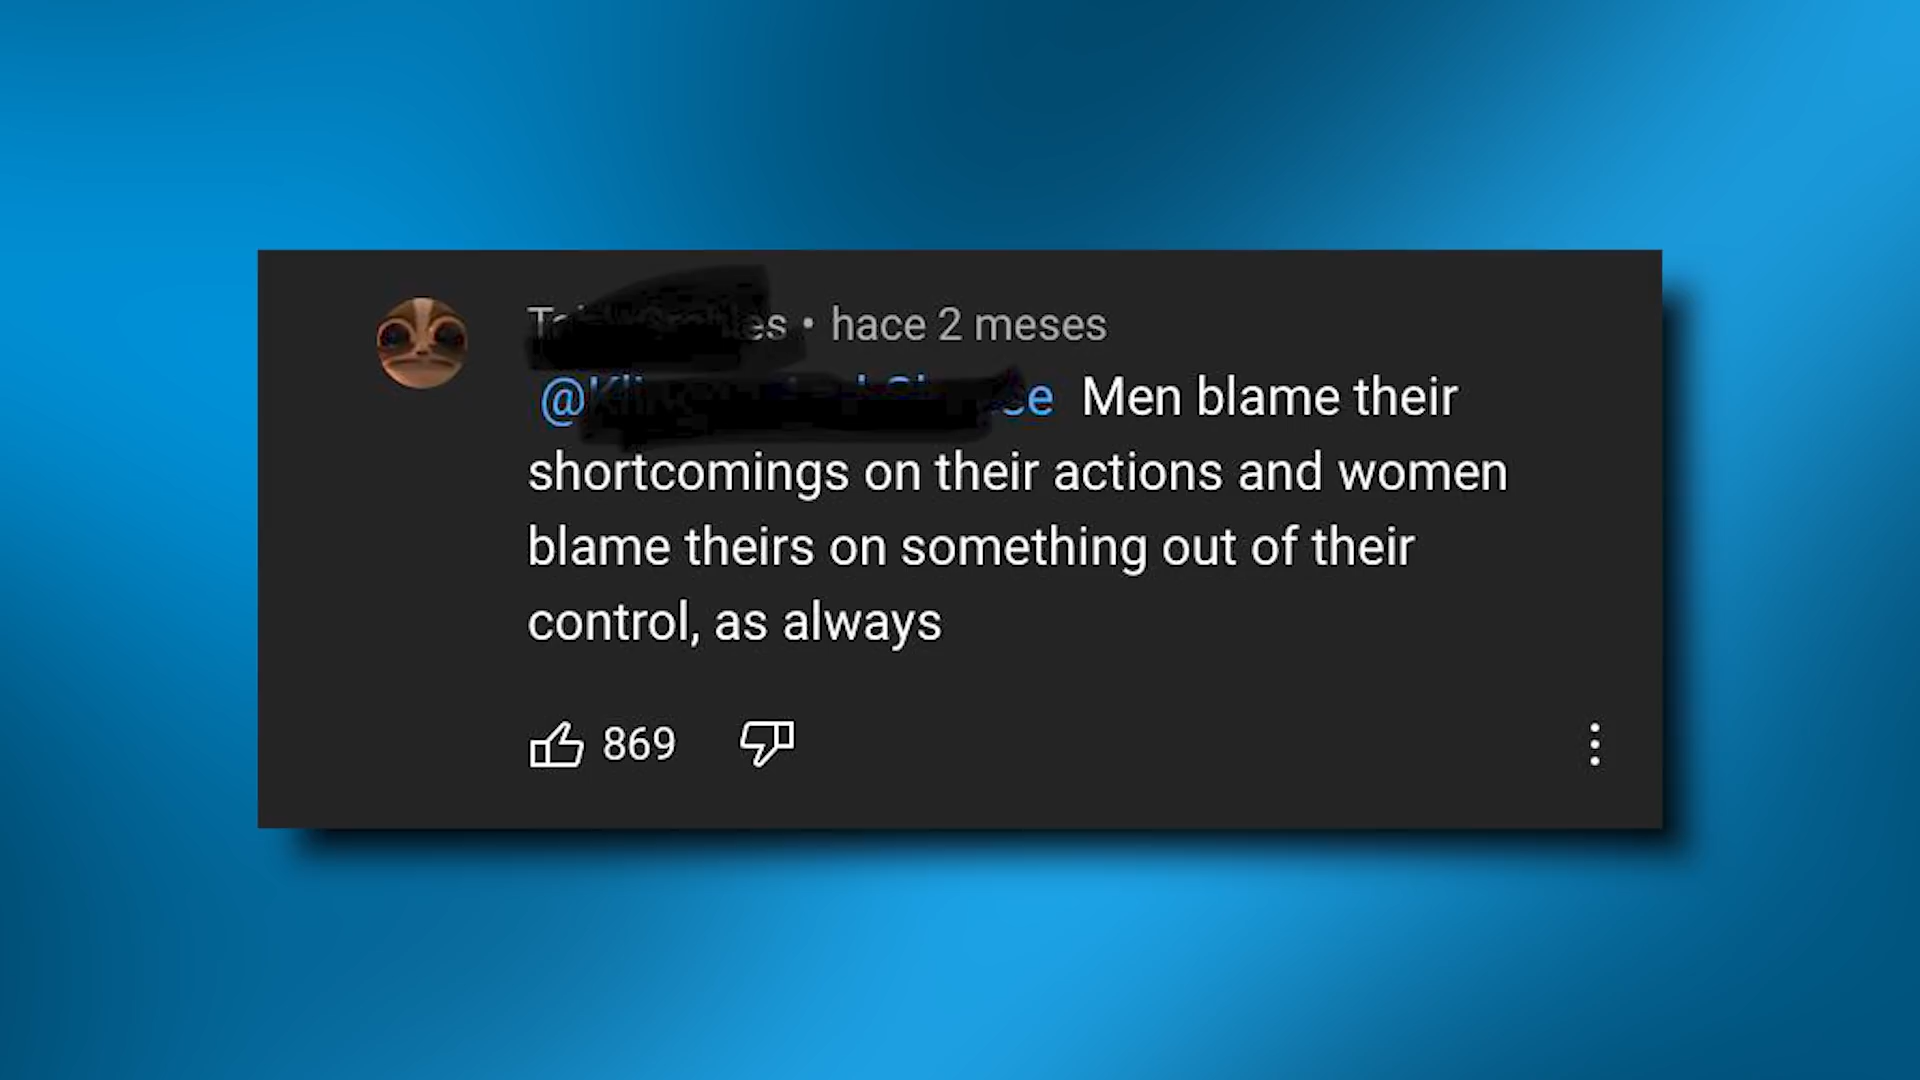 • hace 2 meses
Men blame their
shortcomings on their actions and women
blame theirs on something out of their
control, as always
869